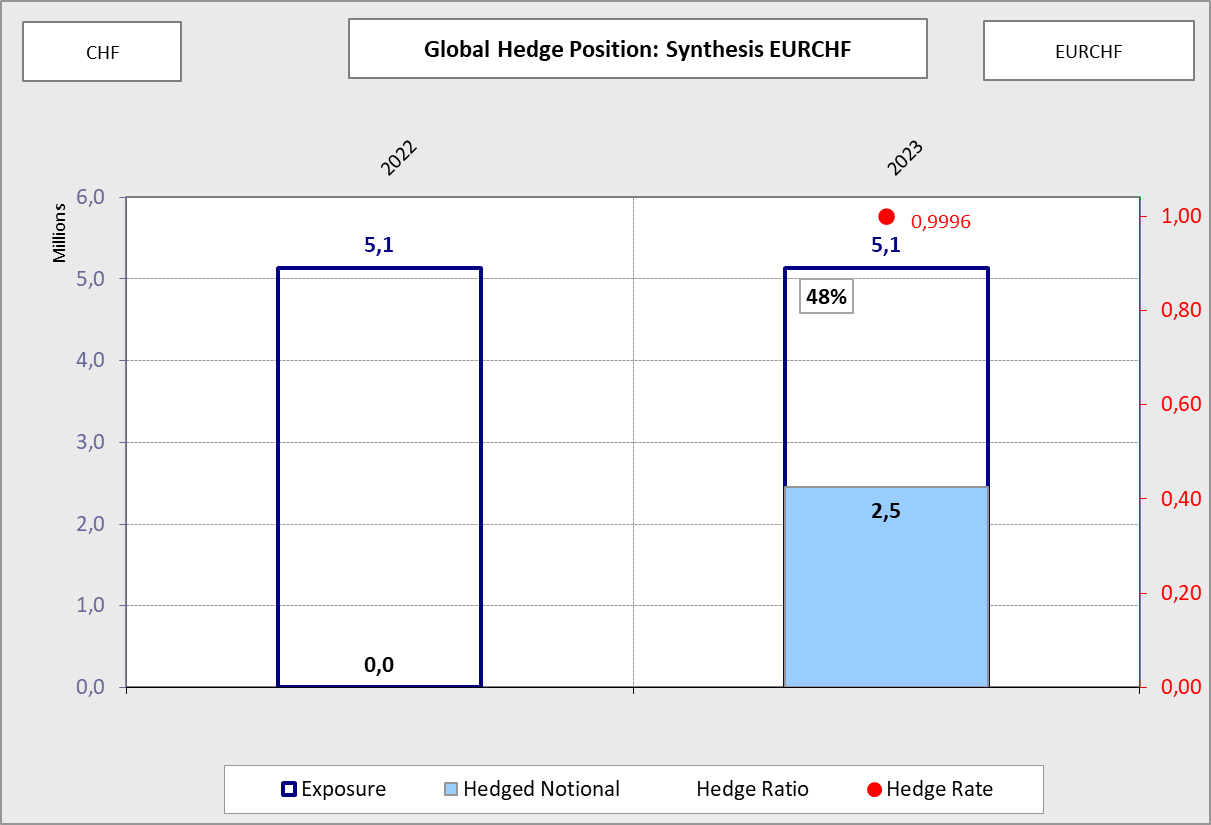 CHF
Global Hedge Position: Synthesis EURCHF
EURCHF
2022
2023
Millions
6,0
5,0
4,0
3,0
2,0
1,0
0,0
5,1
0,0
0,9996
5,1
48%
2,5
1,00
0,80
0,60
0,40
0,20
0,00
Exposure
Hedged Notional
Hedge Ratio
Hedge Rate